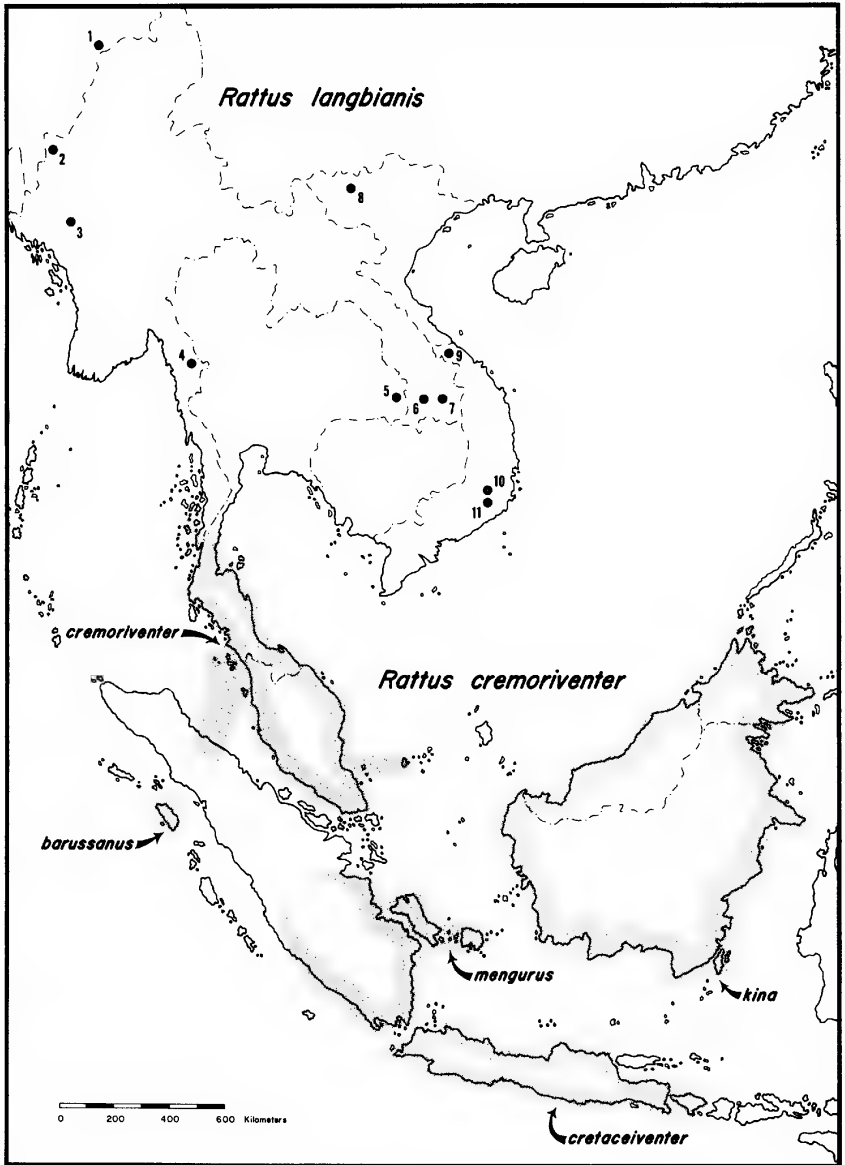 1
Rattus langbianis
2
8
3
9
4
5
6
7
10
11
cremoriventer
Rattus cremoriventer
barussanus
mengurus
kina
0 200 400 600 Kilometers
cretaceiventer